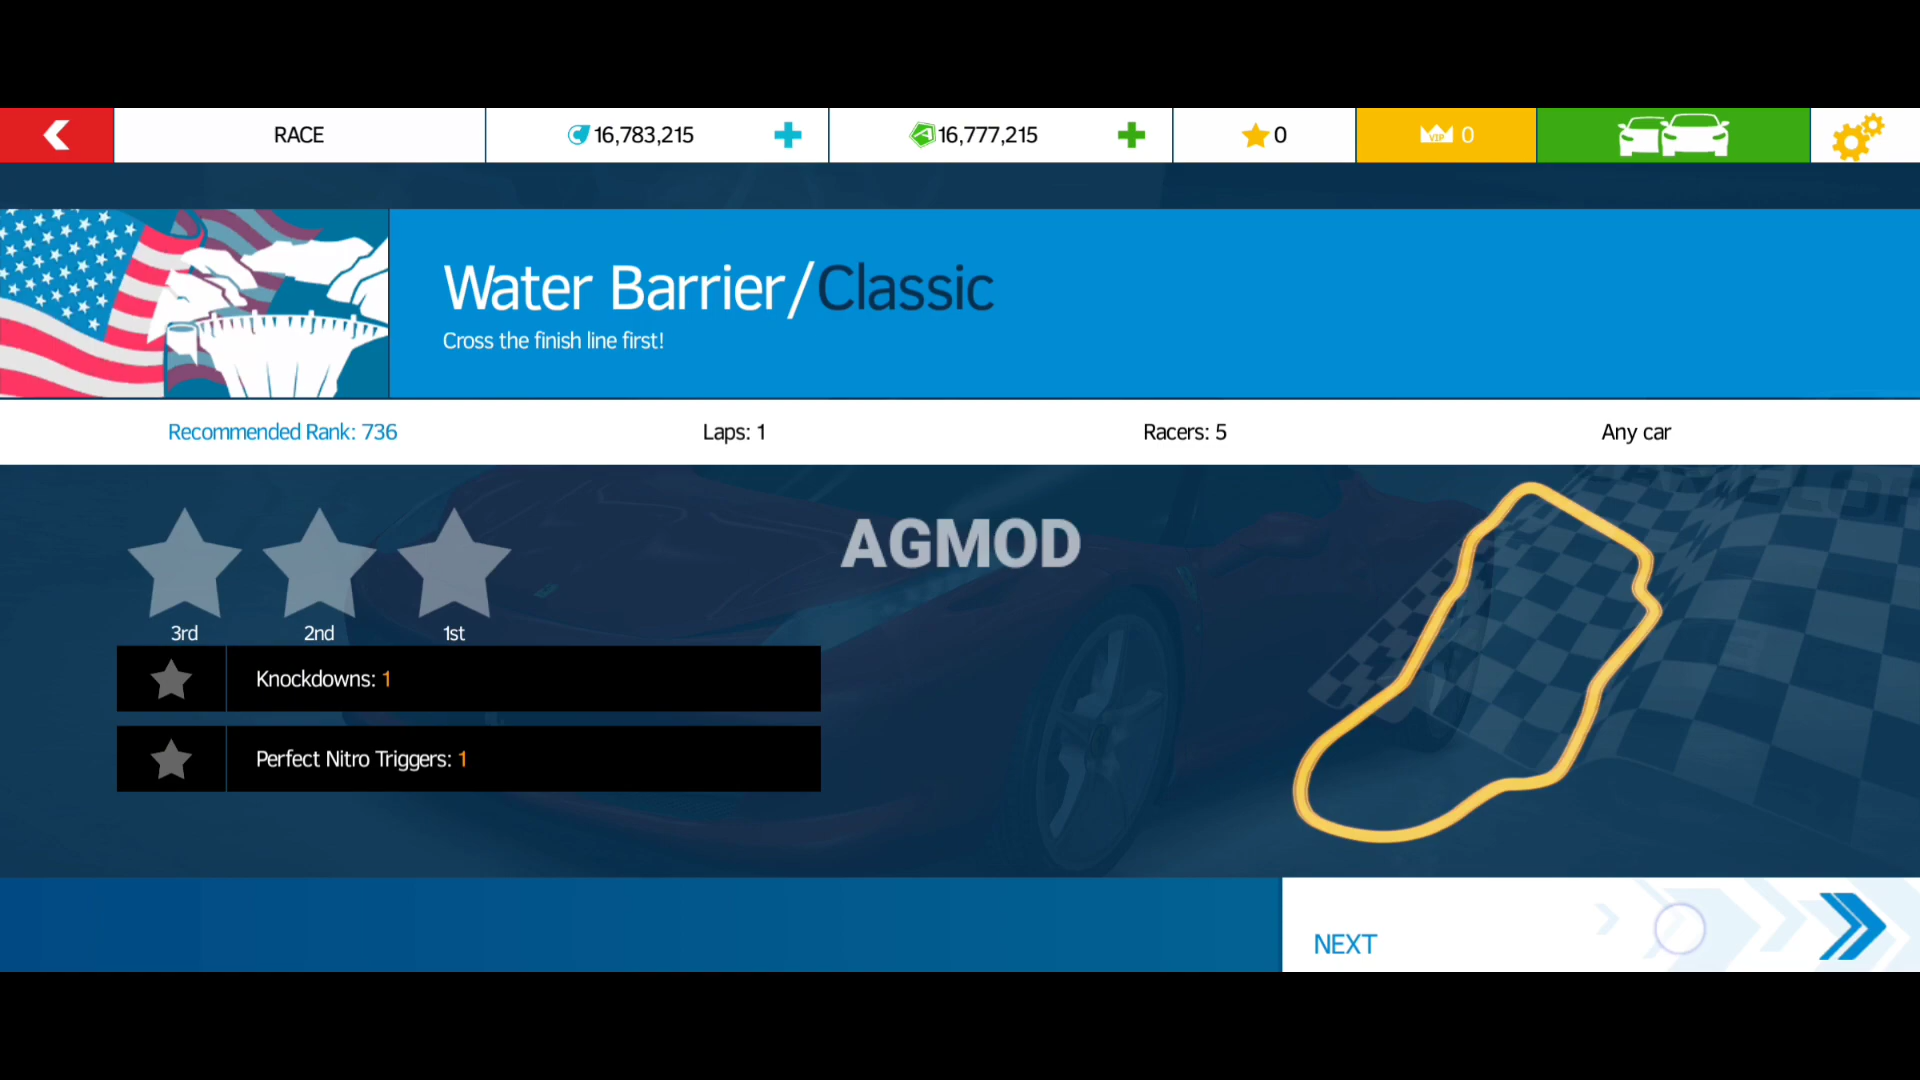 RACE
16,783,215
16,777,215
0
VIP 0
Water Barrier/Classic
Cross the finish line first!
Recommended Rank: 736
Laps: 1
Racers: 5
Any car
AGMOD
3rd
2nd
1st
Knockdowns: 1
Perfect Nitro Triggers: 1
NEXT